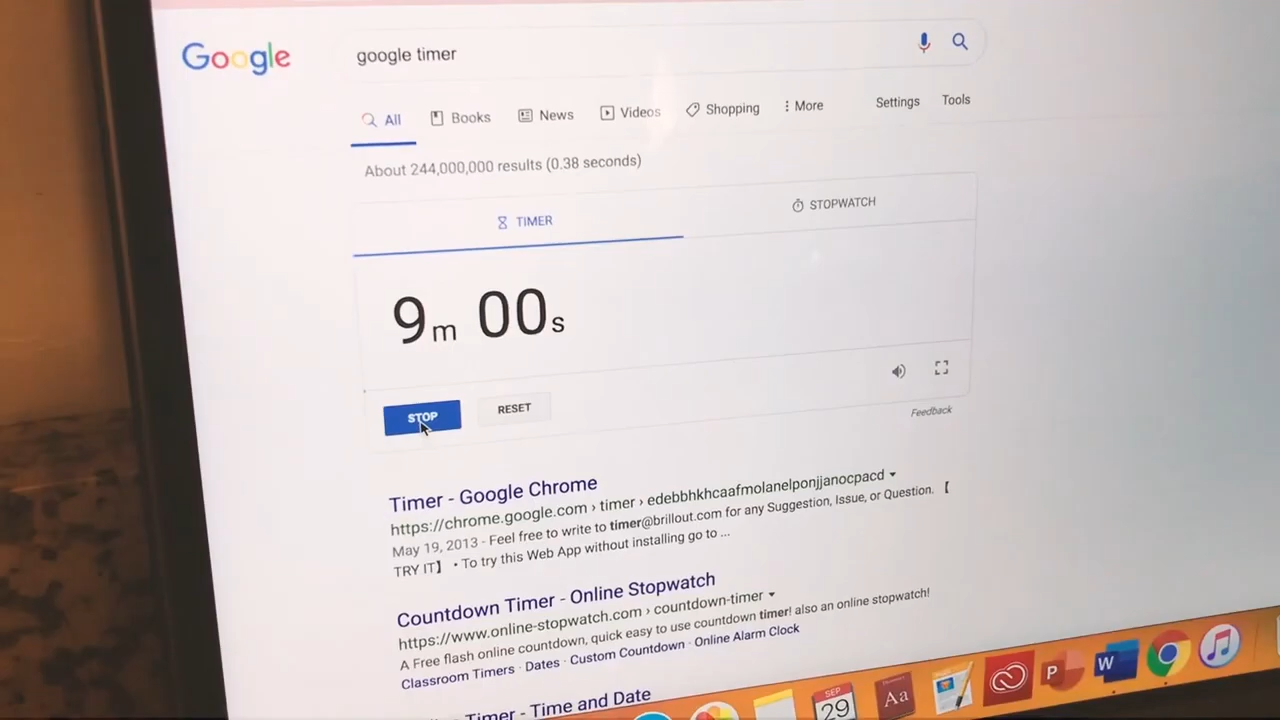 Google
google timer
All Books News Videos Shopping More Settings Tools
About 244,000,000 results (0.38 seconds)
TIMER STOPWATCH
9m 00s
STOP RESET
Feedback
Timer - Google Chrome
https://chrome.google.com › timer › edebbhkhcaafmolanelponjjanocpacd
May 19, 2013 - Feel free to write to timer@brillout.com for any Suggestion, Issue, or Question. 【
TRY IT】 • To try this Web App without installing go to ...
Countdown Timer - Online Stopwatch
https://www.online-stopwatch.com › countdown-timer
A Free flash online countdown, quick easy to use countdown timer! also an online stopwatch!
Classroom Timers · Dates · Custom Countdown · Online Alarm Clock
Timer - Time and Date
SEP
29
Aa
P
W